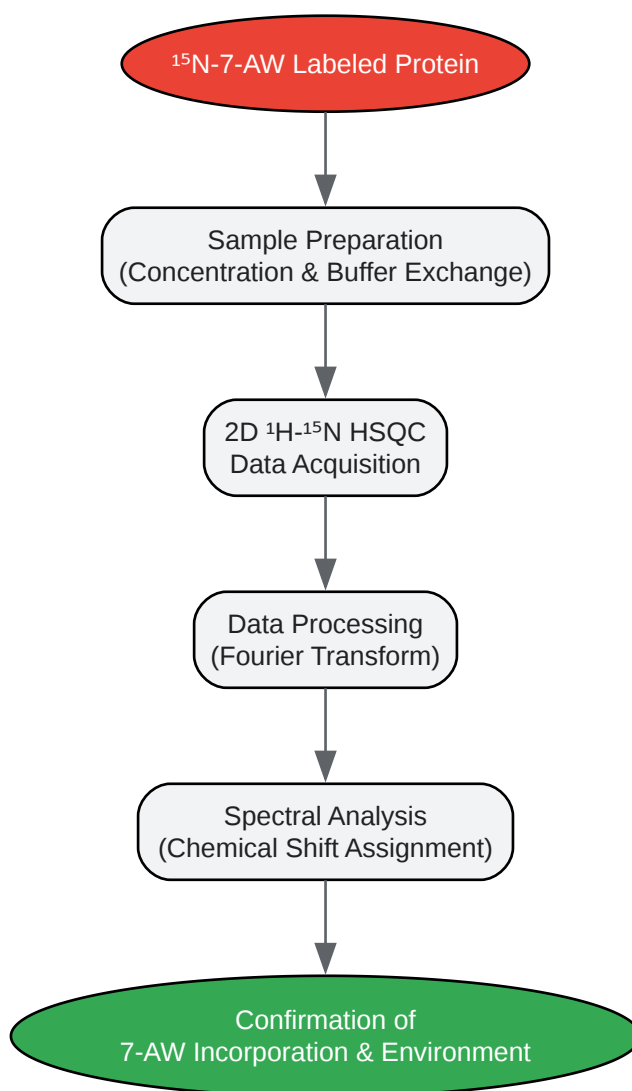 ¹⁵N-7-AW Labeled Protein
Sample Preparation
(Concentration & Buffer Exchange)
2D ¹H-¹⁵N HSQC
Data Acquisition
Data Processing
(Fourier Transform)
Spectral Analysis
(Chemical Shift Assignment)
Confirmation of
7-AW Incorporation & Environment